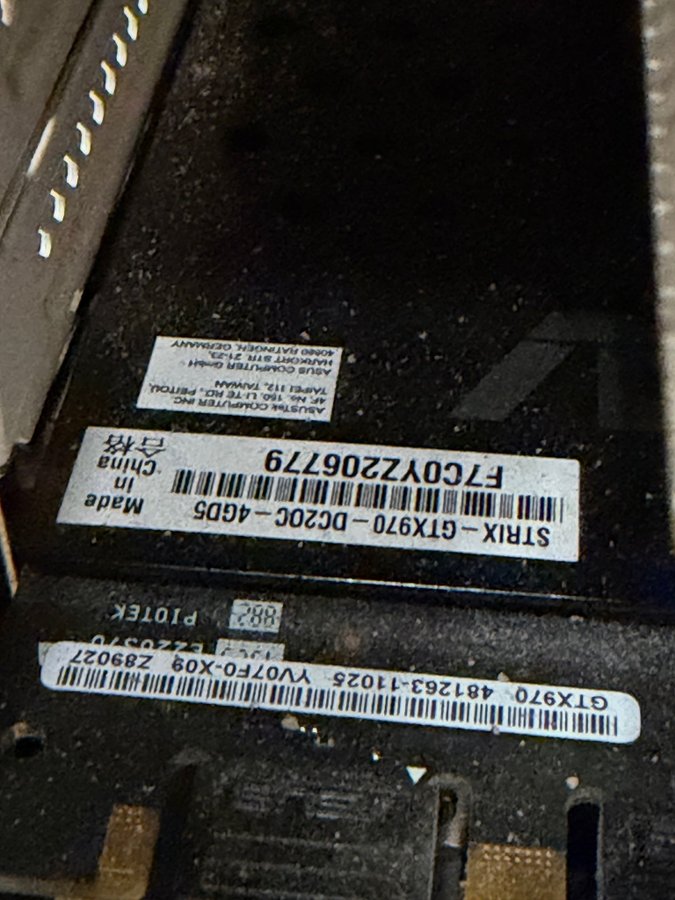 ASUSTek COMPUTER INC.
4F, No. 150, LI-TE RD., PEITOU,
TAIPEI 112, TAIWAN
ASUS COMPUTER GmbH
HARKORT STR. 21-23,
40880 RATINGEN, GERMANY
STRIX-GTX970-DC2OC-4GD5
F7C0YZ206779
Made
in
China
合格
PIOTEK
GTX970 481263-11025 YV07F0-X09 Z89027